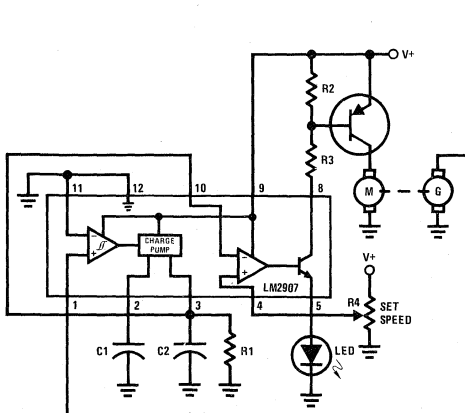 V+
R2
R3
11
12
10
9
8
M
G
CHARGE
PUMP
LM2907
V+
1
2
3
4
5
R4
SET
SPEED
C1
C2
R1
LED